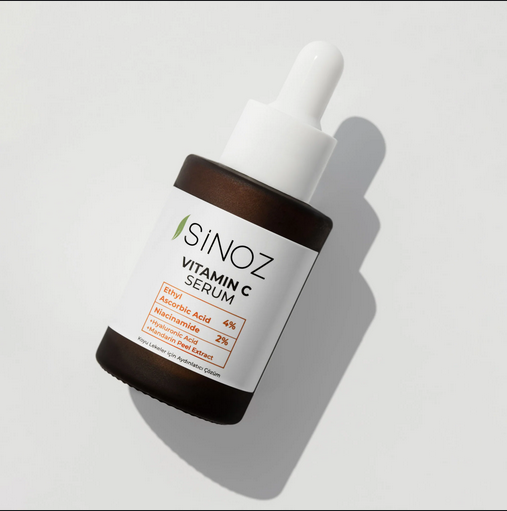 SiNOZ
VITAMIN C
SERUM
Ethyl
Ascorbic Acid 4%
Niacinamide 2%
+Hyaluronic Acid
+Mandarin Peel Extract
Koyu Lekeler İçin Aydınlatıcı Çözüm